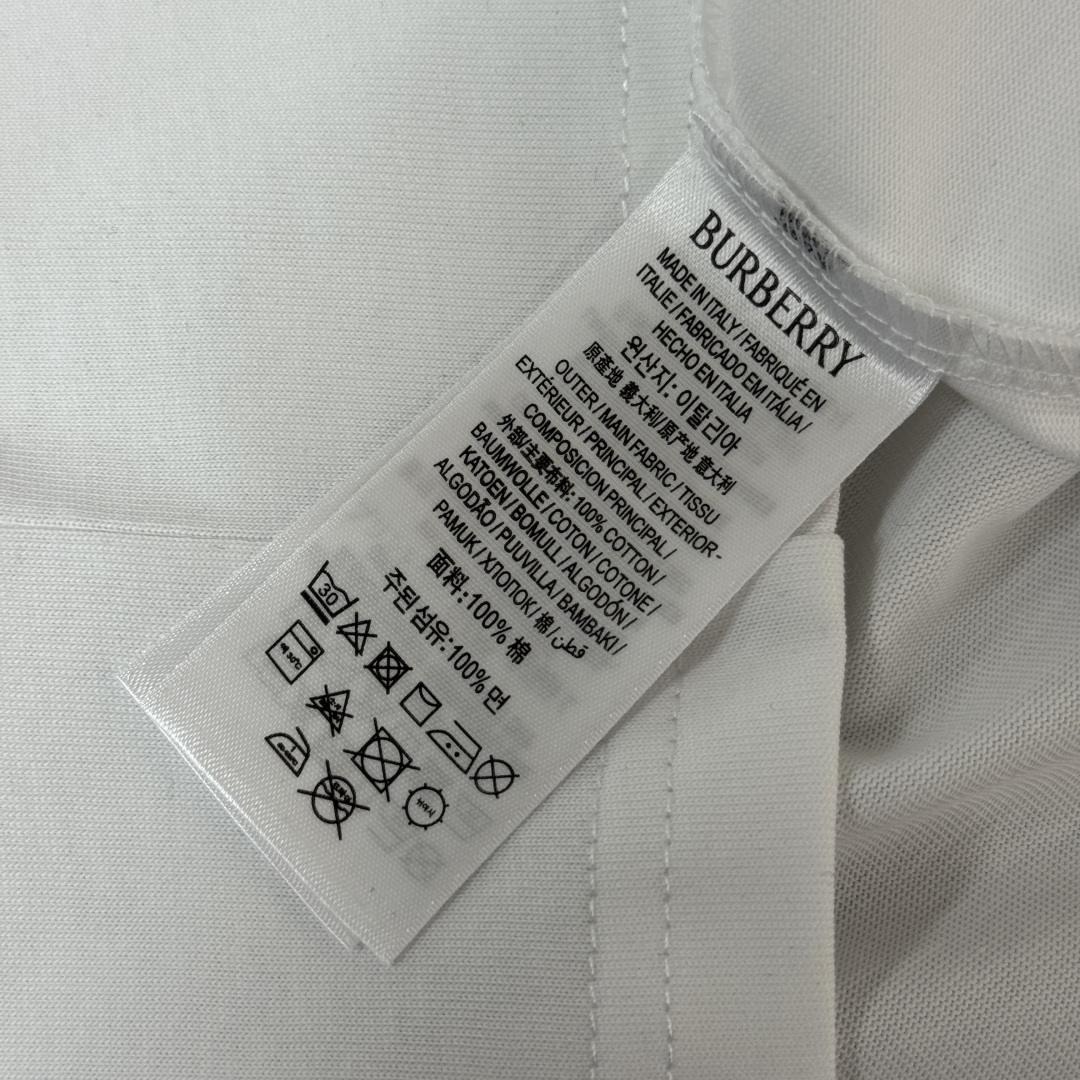 BURBERRY
MADE IN ITALY / FABRIQUÉ EN
ITALIE / FABRICADO EM ITÁLIA /
HECHO EN ITALIA
원산지: 이탈리아
原產地 義大利/原产地 意大利
OUTER / MAIN FABRIC / TISSU
EXTÉRIEUR / PRINCIPAL / EXTERIOR-
COMPOSICION PRINCIPAL /
外部/主要布料: 100% COTTON /
BAUMWOLLE / COTON / COTONE /
KATOEN / BOMULL / ALGODÓN /
ALGODÃO / PUUVILLA / BAMBAKI /
PAMUK / ХЛОПОК / 棉 / قطن
面料: 100% 棉
주된 섬유: 100% 면
30